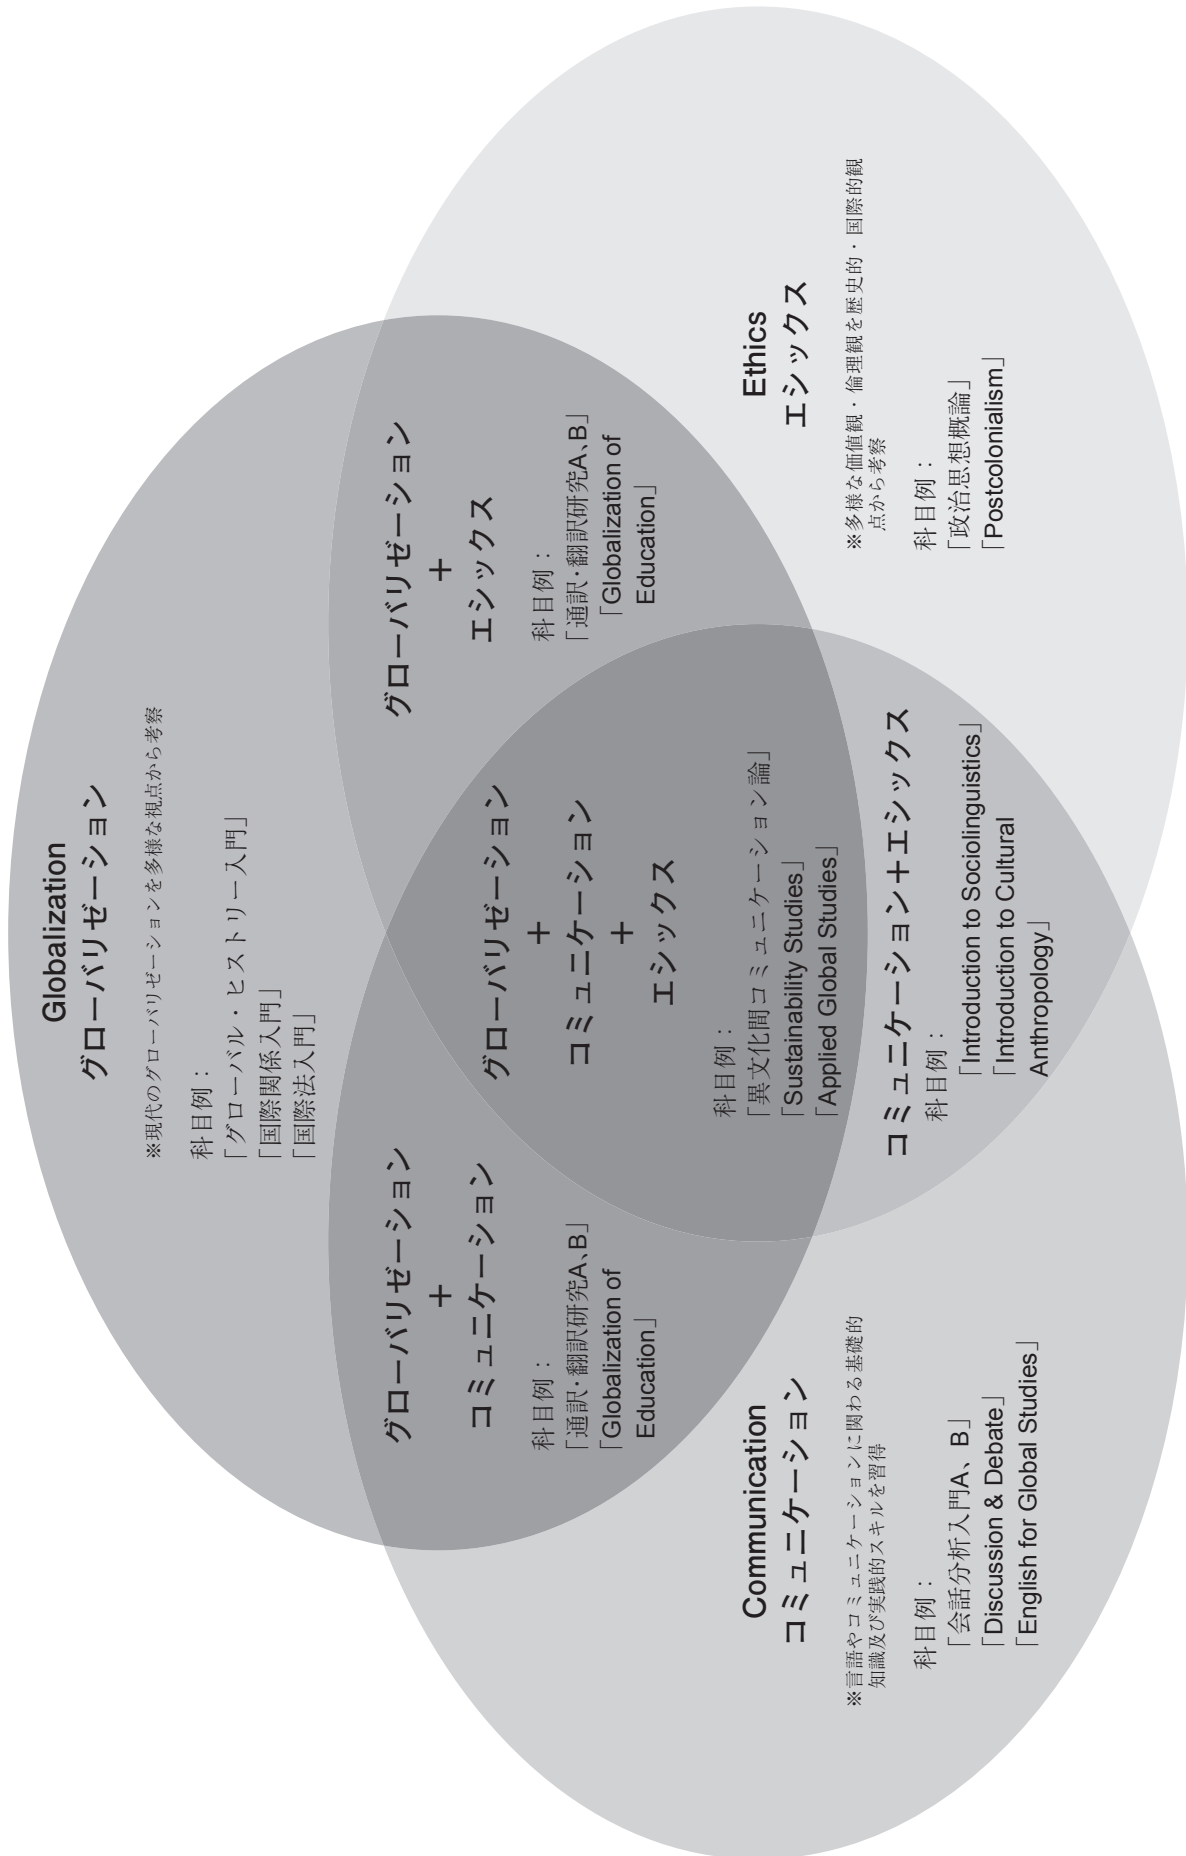 Globalization
グローバリゼーション
※現代のグローバリゼーションを多様な視点から考察
科目例：
「グローバル・ヒストリー入門」
「国際関係入門」
「国際法入門」
グローバリゼーション
＋
コミュニケーション
科目例：
「通訳・翻訳研究A、B」
「Globalization of
Education」
グローバリゼーション
＋
コミュニケーション
＋
エシックス
科目例：
「異文化間コミュニケーション論」
「Sustainability Studies」
「Applied Global Studies」
グローバリゼーション
＋
エシックス
科目例：
「通訳・翻訳研究A、B」
「Globalization of
Education」
Communication
コミュニケーション
※言語やコミュニケーションに関わる基礎的
知識及び実践的スキルを習得
科目例：
「会話分析入門A、B」
「Discussion & Debate」
「English for Global Studies」
コミュニケーション＋エシックス
科目例：
「Introduction to Sociolinguistics」
「Introduction to Cultural
Anthropology」
Ethics
エシックス
※多様な価値観・倫理観を歴史的・国際的観
点から考察
科目例：
「政治思想概論」
「Postcolonialism」